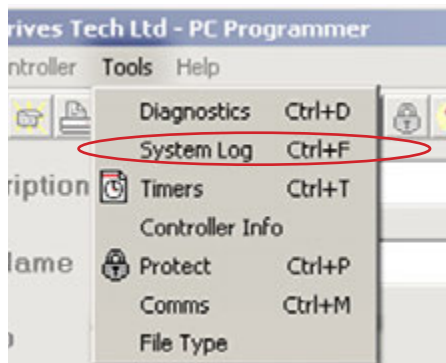 rives Tech Ltd - PC Programmer
ntroller Tools Help
Diagnostics Ctrl+D
System Log Ctrl+F
ription
Timers Ctrl+T
Controller Info
lame
Protect Ctrl+P
Comms Ctrl+M
File Type